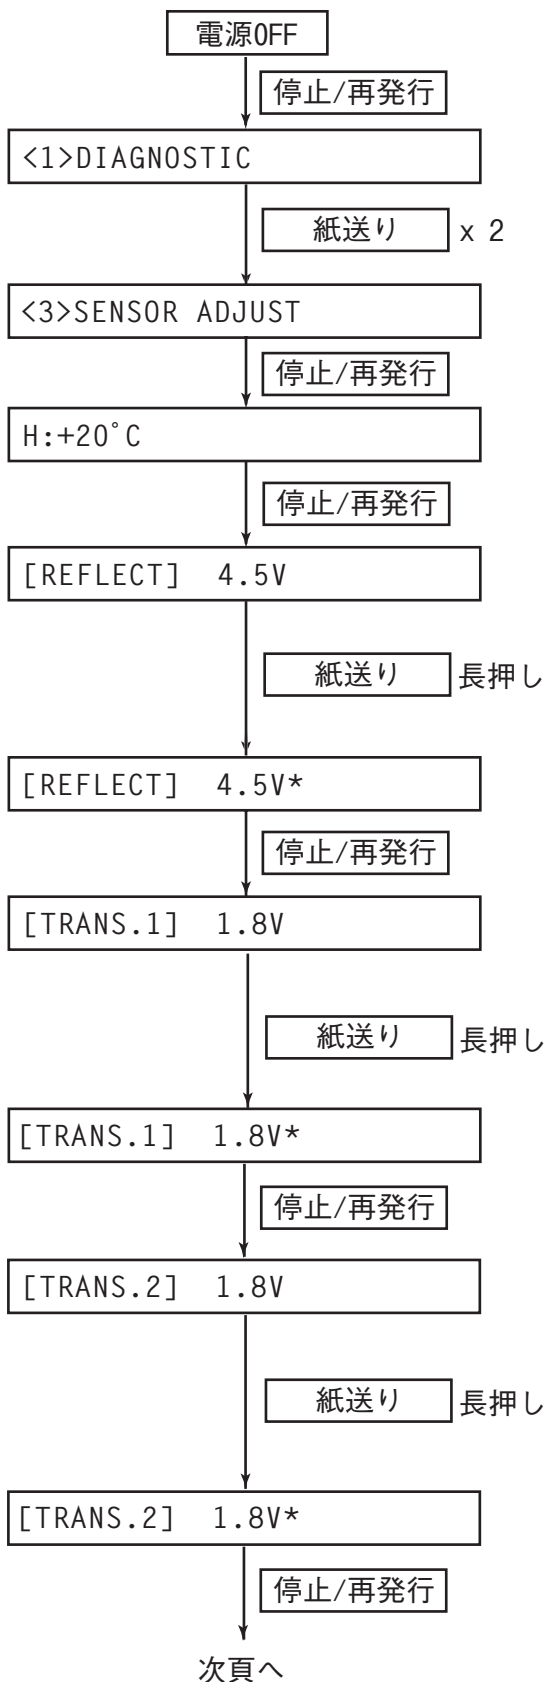 電源OFF
停止/再発行
<1>DIAGNOSTIC
紙送り x 2
<3>SENSOR ADJUST
停止/再発行
H:+20°C
停止/再発行
[REFLECT] 4.5V
紙送り 長押し
[REFLECT] 4.5V*
停止/再発行
[TRANS.1] 1.8V
紙送り 長押し
[TRANS.1] 1.8V*
停止/再発行
[TRANS.2] 1.8V
紙送り 長押し
[TRANS.2] 1.8V*
停止/再発行
次頁へ